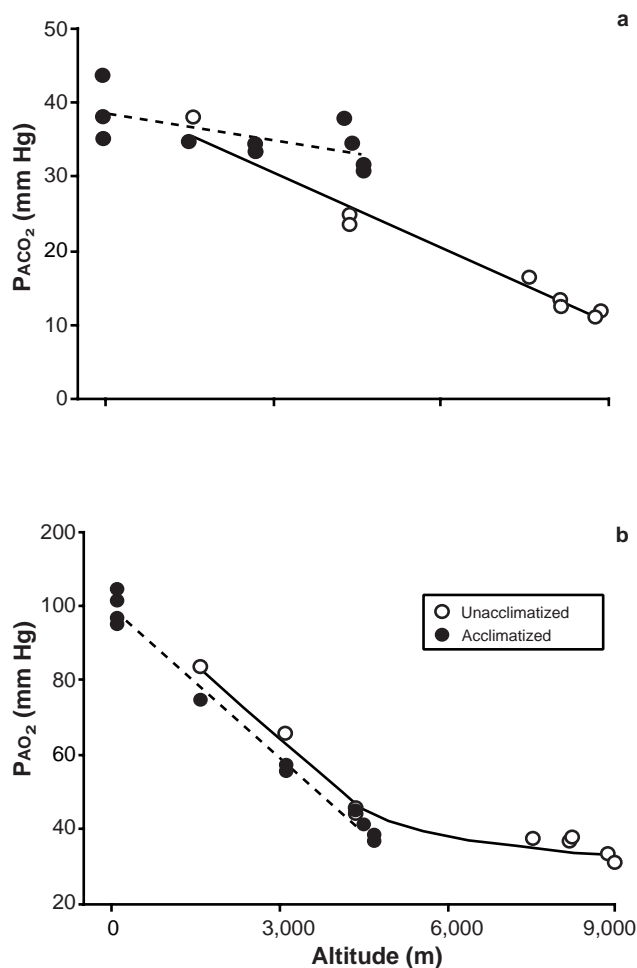 a
50
40
30
20
10
0
PACO₂ (mm Hg)
b
200
100
80
60
40
20
PAO₂ (mm Hg)
Unacclimatized
Acclimatized
0 3,000 6,000 9,000
Altitude (m)